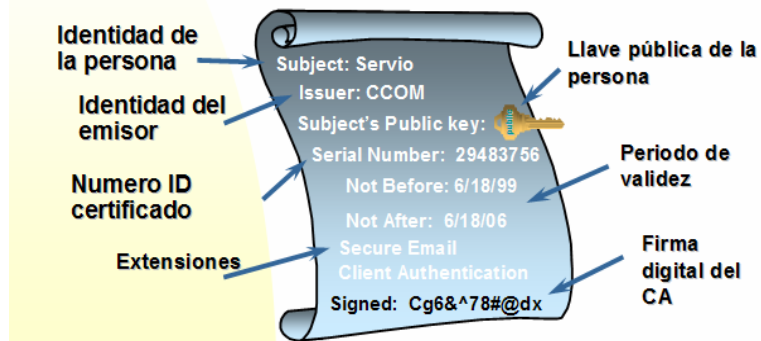 Identidad de
la persona
Identidad del
emisor
Numero ID
certificado
Extensiones
Subject: Servio
Issuer: CCOM
Subject's Public key:
public
Serial Number: 29483756
Not Before: 6/18/99
Not After: 6/18/06
Secure Email
Client Authentication
Signed: Cg6&^78#@dx
Llave pública de la
persona
Periodo de
validez
Firma
digital del
CA